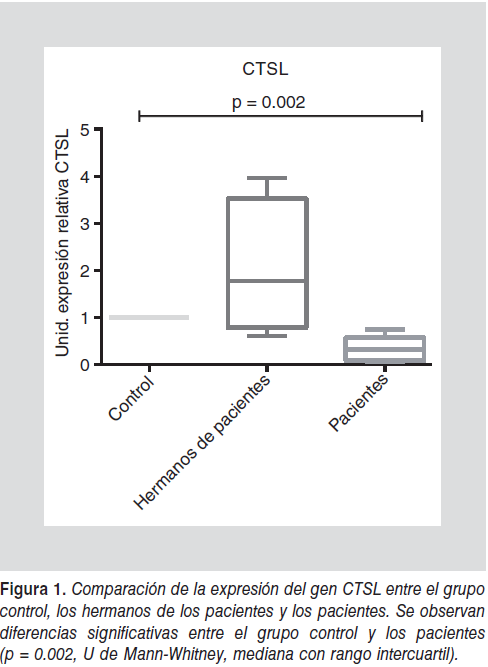 CTSL
p = 0.002
Unid. expresión relativa CTSL
5
4
3
2
1
0
Control
Hermanos de pacientes
Pacientes
Figura 1. Comparación de la expresión del gen CTSL entre el grupo
control, los hermanos de los pacientes y los pacientes. Se observan
diferencias significativas entre el grupo control y los pacientes
(p = 0.002, U de Mann-Whitney, mediana con rango intercuartil).